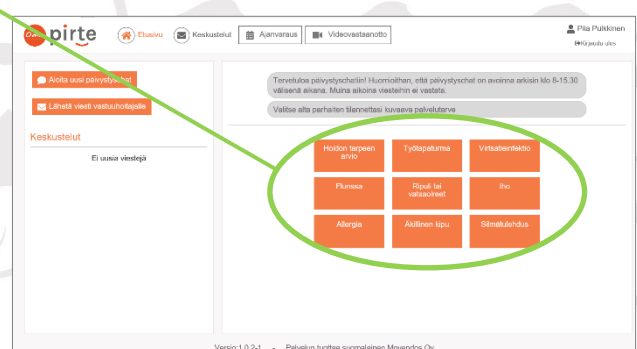 Oma pirte
Etusivu
Keskustelut
Ajanvaraus
Videovastaanotto
Piia Pulkkinen
Kirjaudu ulos
Aloita uusi päivystyschat
Lähetä viesti vastuuhoitajalle
Keskustelut
Ei uusia viestejä
Tervetuloa päivystyschatiin! Huomioithan, että päivystyschat on avoinna arkisin klo 8-15.30
välisenä aikana. Muina aikoina viesteihin ei vastata.
Valitse alta parhaiten tilannettasi kuvaava palvelutarve
Hoidon tarpeen
arvio
Työtapaturma
Virtsatieinfektio
Flunssa
Ripuli tai
vatsaoireet
Iho
Allergia
Äkillinen kipu
Silmätulehdus
Versio:1.0.2-1 - Palvelun tuottaa suomalainen Movendos Oy